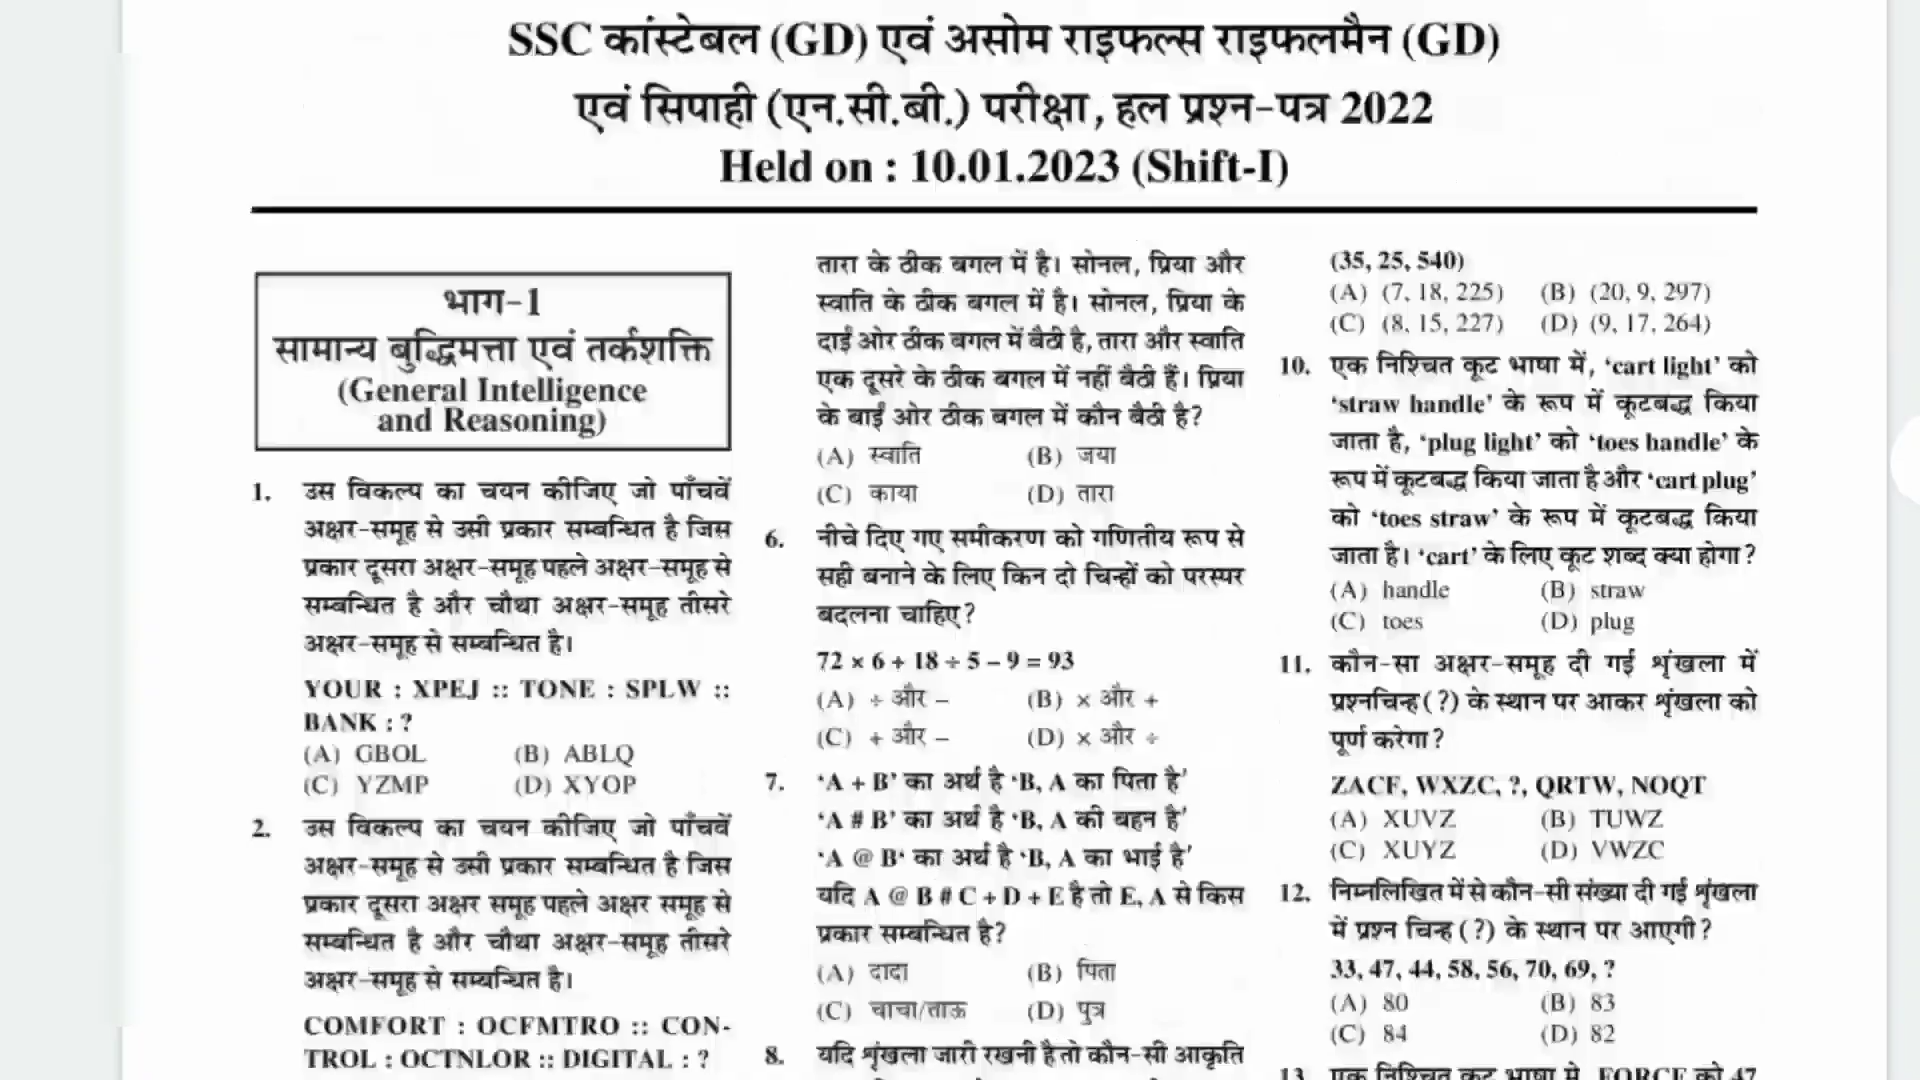 SSC कांस्टेबल (GD) एवं असोम राइफल्स राइफलमैन (GD)
एवं सिपाही (एन.सी.बी.) परीक्षा, हल प्रश्न-पत्र 2022
Held on : 10.01.2023 (Shift-I)
भाग-1
सामान्य बुद्धिमत्ता एवं तर्कशक्ति
(General Intelligence
and Reasoning)
1. उस विकल्प का चयन कीजिए जो पाँचवें
अक्षर-समूह से उसी प्रकार सम्बन्धित है जिस
प्रकार दूसरा अक्षर-समूह पहले अक्षर-समूह से
सम्बन्धित है और चौथा अक्षर-समूह तीसरे
अक्षर-समूह से सम्बन्धित है।
YOUR : XPEJ :: TONE : SPLW ::
BANK : ?
(A) GBOL (B) ABLQ
(C) YZMP (D) XYOP
2. उस विकल्प का चयन कीजिए जो पाँचवें
अक्षर-समूह से उसी प्रकार सम्बन्धित है जिस
प्रकार दूसरा अक्षर समूह पहले अक्षर समूह से
सम्बन्धित है और चौथा अक्षर-समूह तीसरे
अक्षर-समूह से सम्बन्धित है।
COMFORT : OCFMTRO :: CON-
TROL : OCTNLOR :: DIGITAL : ?
तारा के ठीक बगल में है। सोनल, प्रिया और
स्वाति के ठीक बगल में है। सोनल, प्रिया के
दाईं ओर ठीक बगल में बैठी है, तारा और स्वाति
एक दूसरे के ठीक बगल में नहीं बैठी हैं। प्रिया
के बाईं ओर ठीक बगल में कौन बैठी है?
(A) स्वाति (B) जया
(C) काया (D) तारा
6. नीचे दिए गए समीकरण को गणितीय रूप से
सही बनाने के लिए किन दो चिन्हों को परस्पर
बदलना चाहिए?
72 × 6 + 18 ÷ 5 – 9 = 93
(A) ÷ और – (B) × और +
(C) + और – (D) × और ÷
7. ‘A + B’ का अर्थ है ‘B, A का पिता है’
‘A # B’ का अर्थ है ‘B, A की बहन है’
‘A @ B‘ का अर्थ है ‘B, A का भाई है’
यदि A @ B # C + D + E है तो E, A से किस
प्रकार सम्बन्धित है?
(A) दादा (B) पिता
(C) चाचा/ताऊ (D) पुत्र
8. यदि शृंखला जारी रखनी है तो कौन-सी आकृति
(35, 25, 540)
(A) (7, 18, 225) (B) (20, 9, 297)
(C) (8, 15, 227) (D) (9, 17, 264)
10. एक निश्चित कूट भाषा में, ‘cart light’ को
‘straw handle’ के रूप में कूटबद्ध किया
जाता है, ‘plug light’ को ‘toes handle’ के
रूप में कूटबद्ध किया जाता है और ‘cart plug’
को ‘toes straw’ के रूप में कूटबद्ध किया
जाता है। ‘cart’ के लिए कूट शब्द क्या होगा?
(A) handle (B) straw
(C) toes (D) plug
11. कौन-सा अक्षर-समूह दी गई शृंखला में
प्रश्नचिन्ह (?) के स्थान पर आकर शृंखला को
पूर्ण करेगा?
ZACF, WXZC, ?, QRTW, NOQT
(A) XUVZ (B) TUWZ
(C) XUYZ (D) VWZC
12. निम्नलिखित में से कौन-सी संख्या दी गई शृंखला
में प्रश्न चिन्ह (?) के स्थान पर आएगी?
33, 47, 44, 58, 56, 70, 69, ?
(A) 80 (B) 83
(C) 84 (D) 82
13. एक निश्चित कूट भाषा में, FORCE को 47